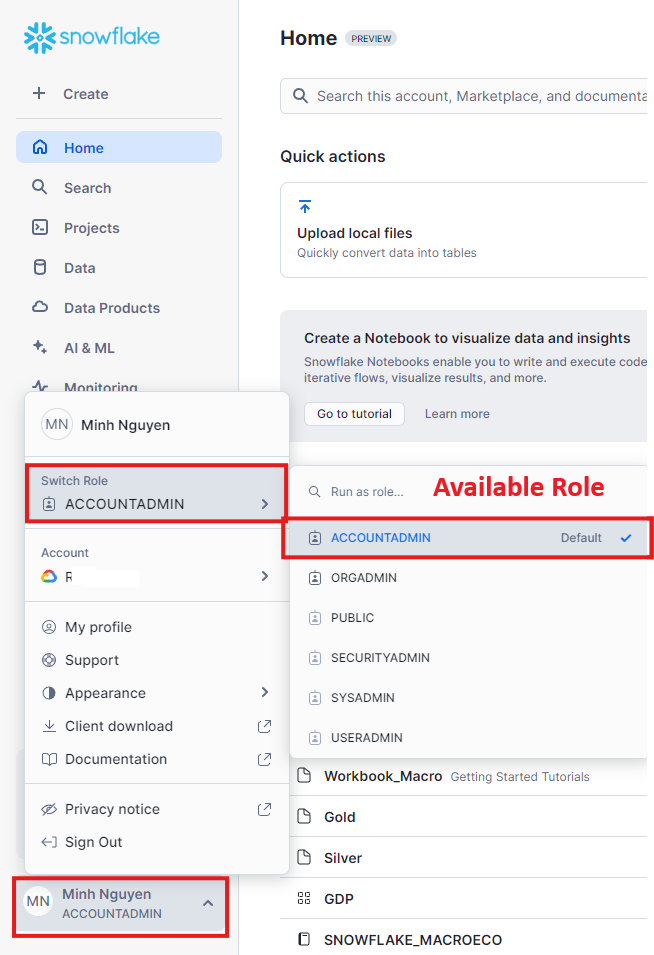 snowflake
Create
Home
Search
Projects
Data
Data Products
AI & ML
Monitoring
MN Minh Nguyen
Switch Role
ACCOUNTADMIN
Account
R
My profile
Support
Appearance
Client download
Documentation
Privacy notice
Sign Out
MN Minh Nguyen
ACCOUNTADMIN
Home PREVIEW
Search this account, Marketplace, and documenta
Quick actions
Upload local files
Quickly convert data into tables
Create a Notebook to visualize data and insights
Snowflake Notebooks enable you to write and execute code
iterative flows, visualize results, and more.
Go to tutorial Learn more
Run as role... Available Role
ACCOUNTADMIN Default
ORGADMIN
PUBLIC
SECURITYADMIN
SYSADMIN
USERADMIN
Workbook_Macro Getting Started Tutorials
Gold
Silver
GDP
SNOWFLAKE_MACROECO